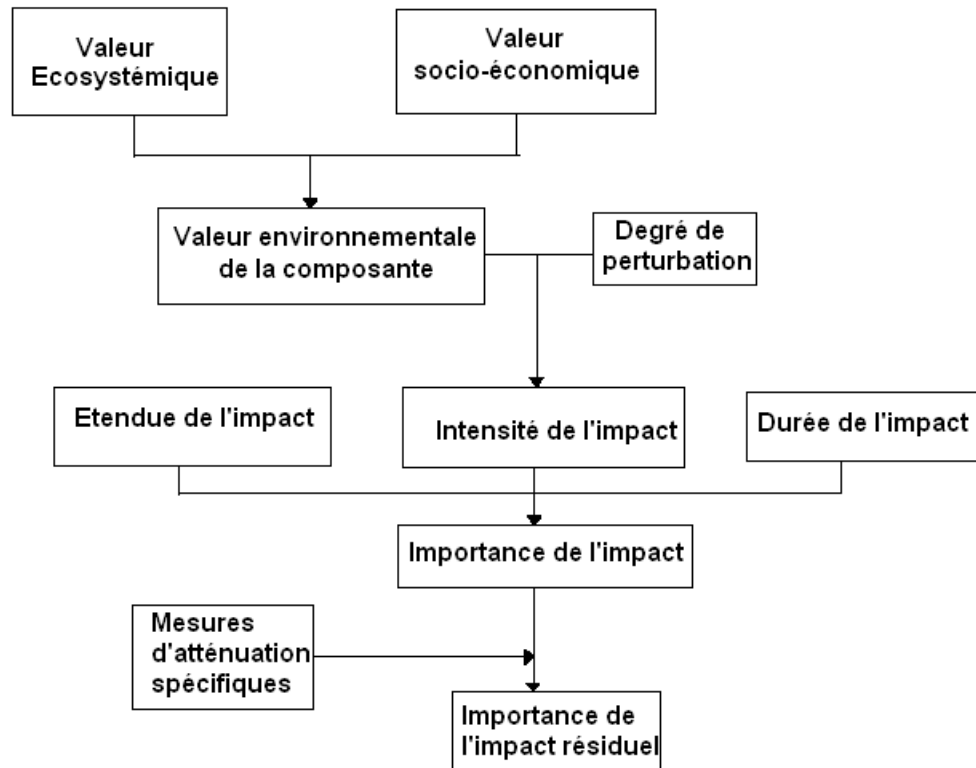 Valeur
Ecosystémique
Valeur
socio-économique
Valeur environnementale
de la composante
Degré de
perturbation
Etendue de l'impact
Intensité de l'impact
Durée de l'impact
Importance de l'impact
Mesures
d'atténuation
spécifiques
Importance de
l'impact résiduel